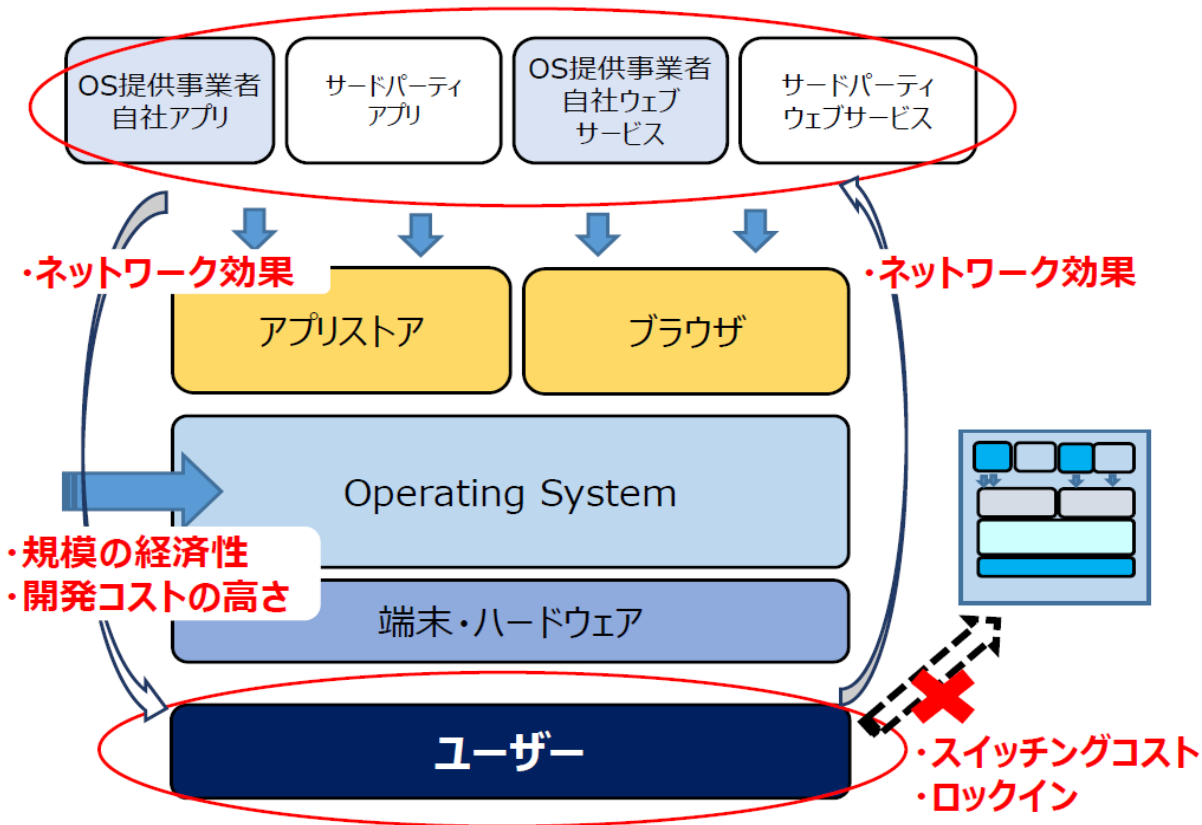 OS提供事業者
自社アプリ
サードパーティ
アプリ
OS提供事業者
自社ウェブ
サービス
サードパーティ
ウェブサービス
・ネットワーク効果
・ネットワーク効果
アプリストア
ブラウザ
Operating System
・規模の経済性
・開発コストの高さ
端末・ハードウェア
ユーザー
・スイッチングコスト
・ロックイン